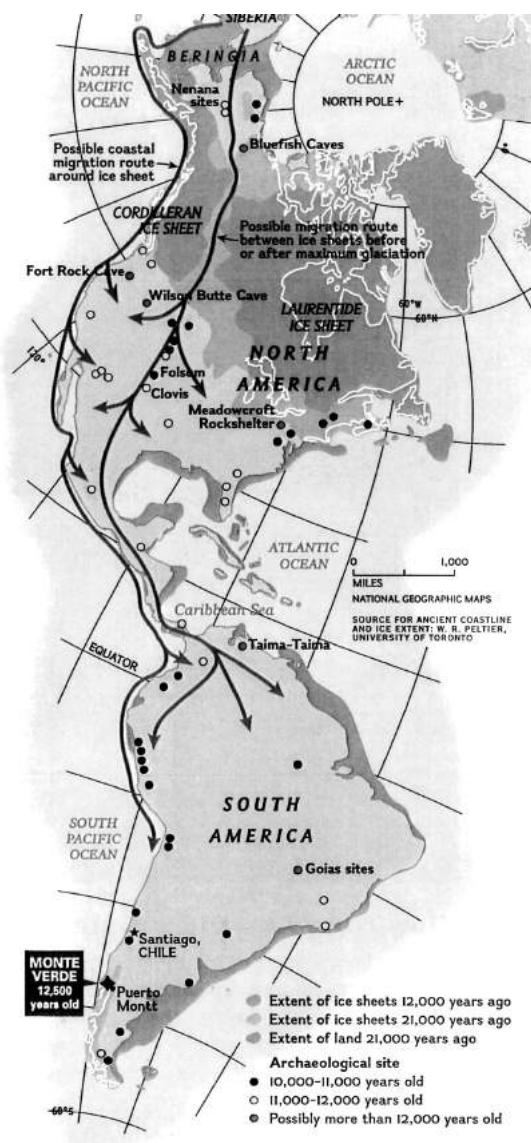 SIBERIA
BERINGIA
NORTH
PACIFIC
OCEAN
ARCTIC
OCEAN
Nenana
sites
NORTH POLE+
Bluefish Caves
Possible coastal
migration route
around ice sheet
CORDILLERAN
ICE SHEET
Possible migration route
between ice sheets before
or after maximum glaciation
Fort Rock Cave
Wilson Butte Cave
LAURENTIDE
ICE SHEET
60°W
60°N
120°
NORTH
AMERICA
Folsom
Clovis
Meadowcroft
Rockshelter
ATLANTIC
OCEAN
0 1,000
MILES
NATIONAL GEOGRAPHIC MAPS
SOURCE FOR ANCIENT COASTLINE
AND ICE EXTENT: W. R. PELTIER,
UNIVERSITY OF TORONTO
Caribbean Sea
EQUATOR
Taima-Taima
SOUTH
AMERICA
SOUTH
PACIFIC
OCEAN
Goias sites
Santiago,
CHILE
MONTE
VERDE
12,500
years old
Puerto
Montt
Extent of ice sheets 12,000 years ago
Extent of ice sheets 21,000 years ago
Extent of land 21,000 years ago
Archaeological site
10,000–11,000 years old
11,000–12,000 years old
Possibly more than 12,000 years old
60°S